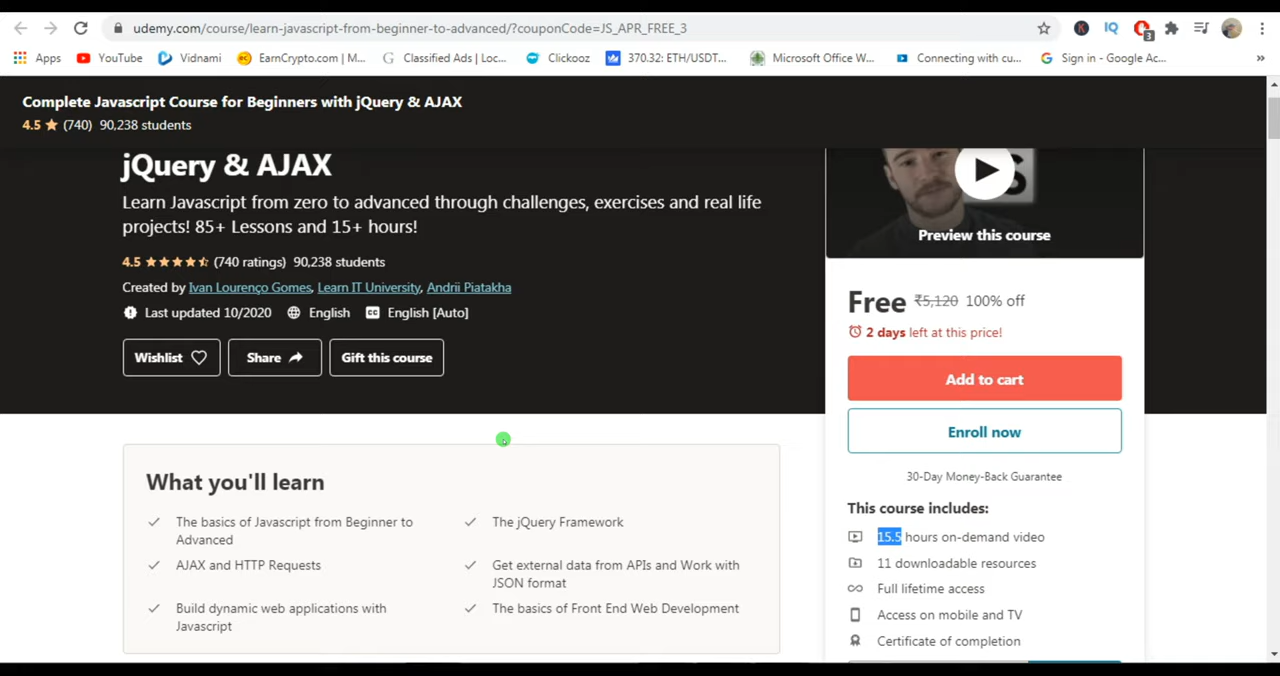 udemy.com/course/learn-javascript-from-beginner-to-advanced/?couponCode=JS_APR_FREE_3
K
IQ
3
Apps
YouTube
Vidnami
EarnCrypto.com | M...
Classified Ads | Loc...
Clickooz
370.32: ETH/USDT...
Microsoft Office W...
Connecting with cu...
Sign in - Google Ac...
»
Complete Javascript Course for Beginners with jQuery & AJAX
4.5 ★ (740) 90,238 students
jQuery & AJAX
Learn Javascript from zero to advanced through challenges, exercises and real life
projects! 85+ Lessons and 15+ hours!
4.5 (740 ratings) 90,238 students
Created by Ivan Lourenço Gomes, Learn IT University, Andrii Piatakha
Last updated 10/2020 English CC English [Auto]
Wishlist Share Gift this course
S
Preview this course
Free ₹5,120 100% off
2 days left at this price!
Add to cart
Enroll now
30-Day Money-Back Guarantee
This course includes:
15.5 hours on-demand video
11 downloadable resources
Full lifetime access
Access on mobile and TV
Certificate of completion
What you'll learn
The basics of Javascript from Beginner to
Advanced
The jQuery Framework
AJAX and HTTP Requests
Get external data from APIs and Work with
JSON format
Build dynamic web applications with
Javascript
The basics of Front End Web Development